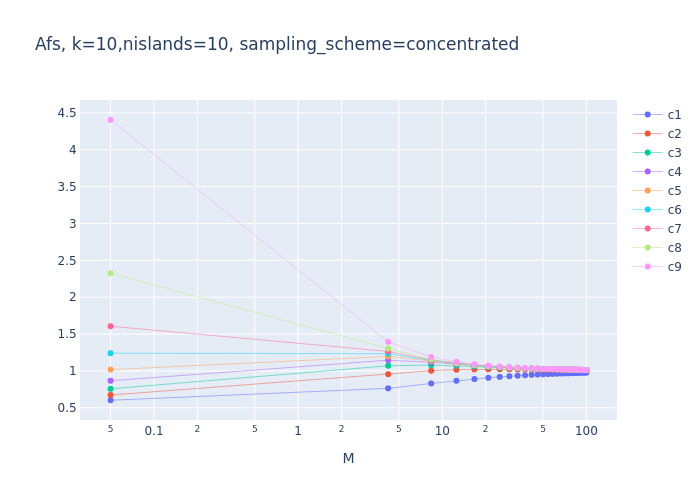 Afs, k=10,nislands=10, sampling_scheme=concentrated
4.5
4
3.5
3
2.5
2
1.5
1
0.5
5 0.1 2 5 1 2 5 10 2 5 100
M
c1
c2
c3
c4
c5
c6
c7
c8
c9